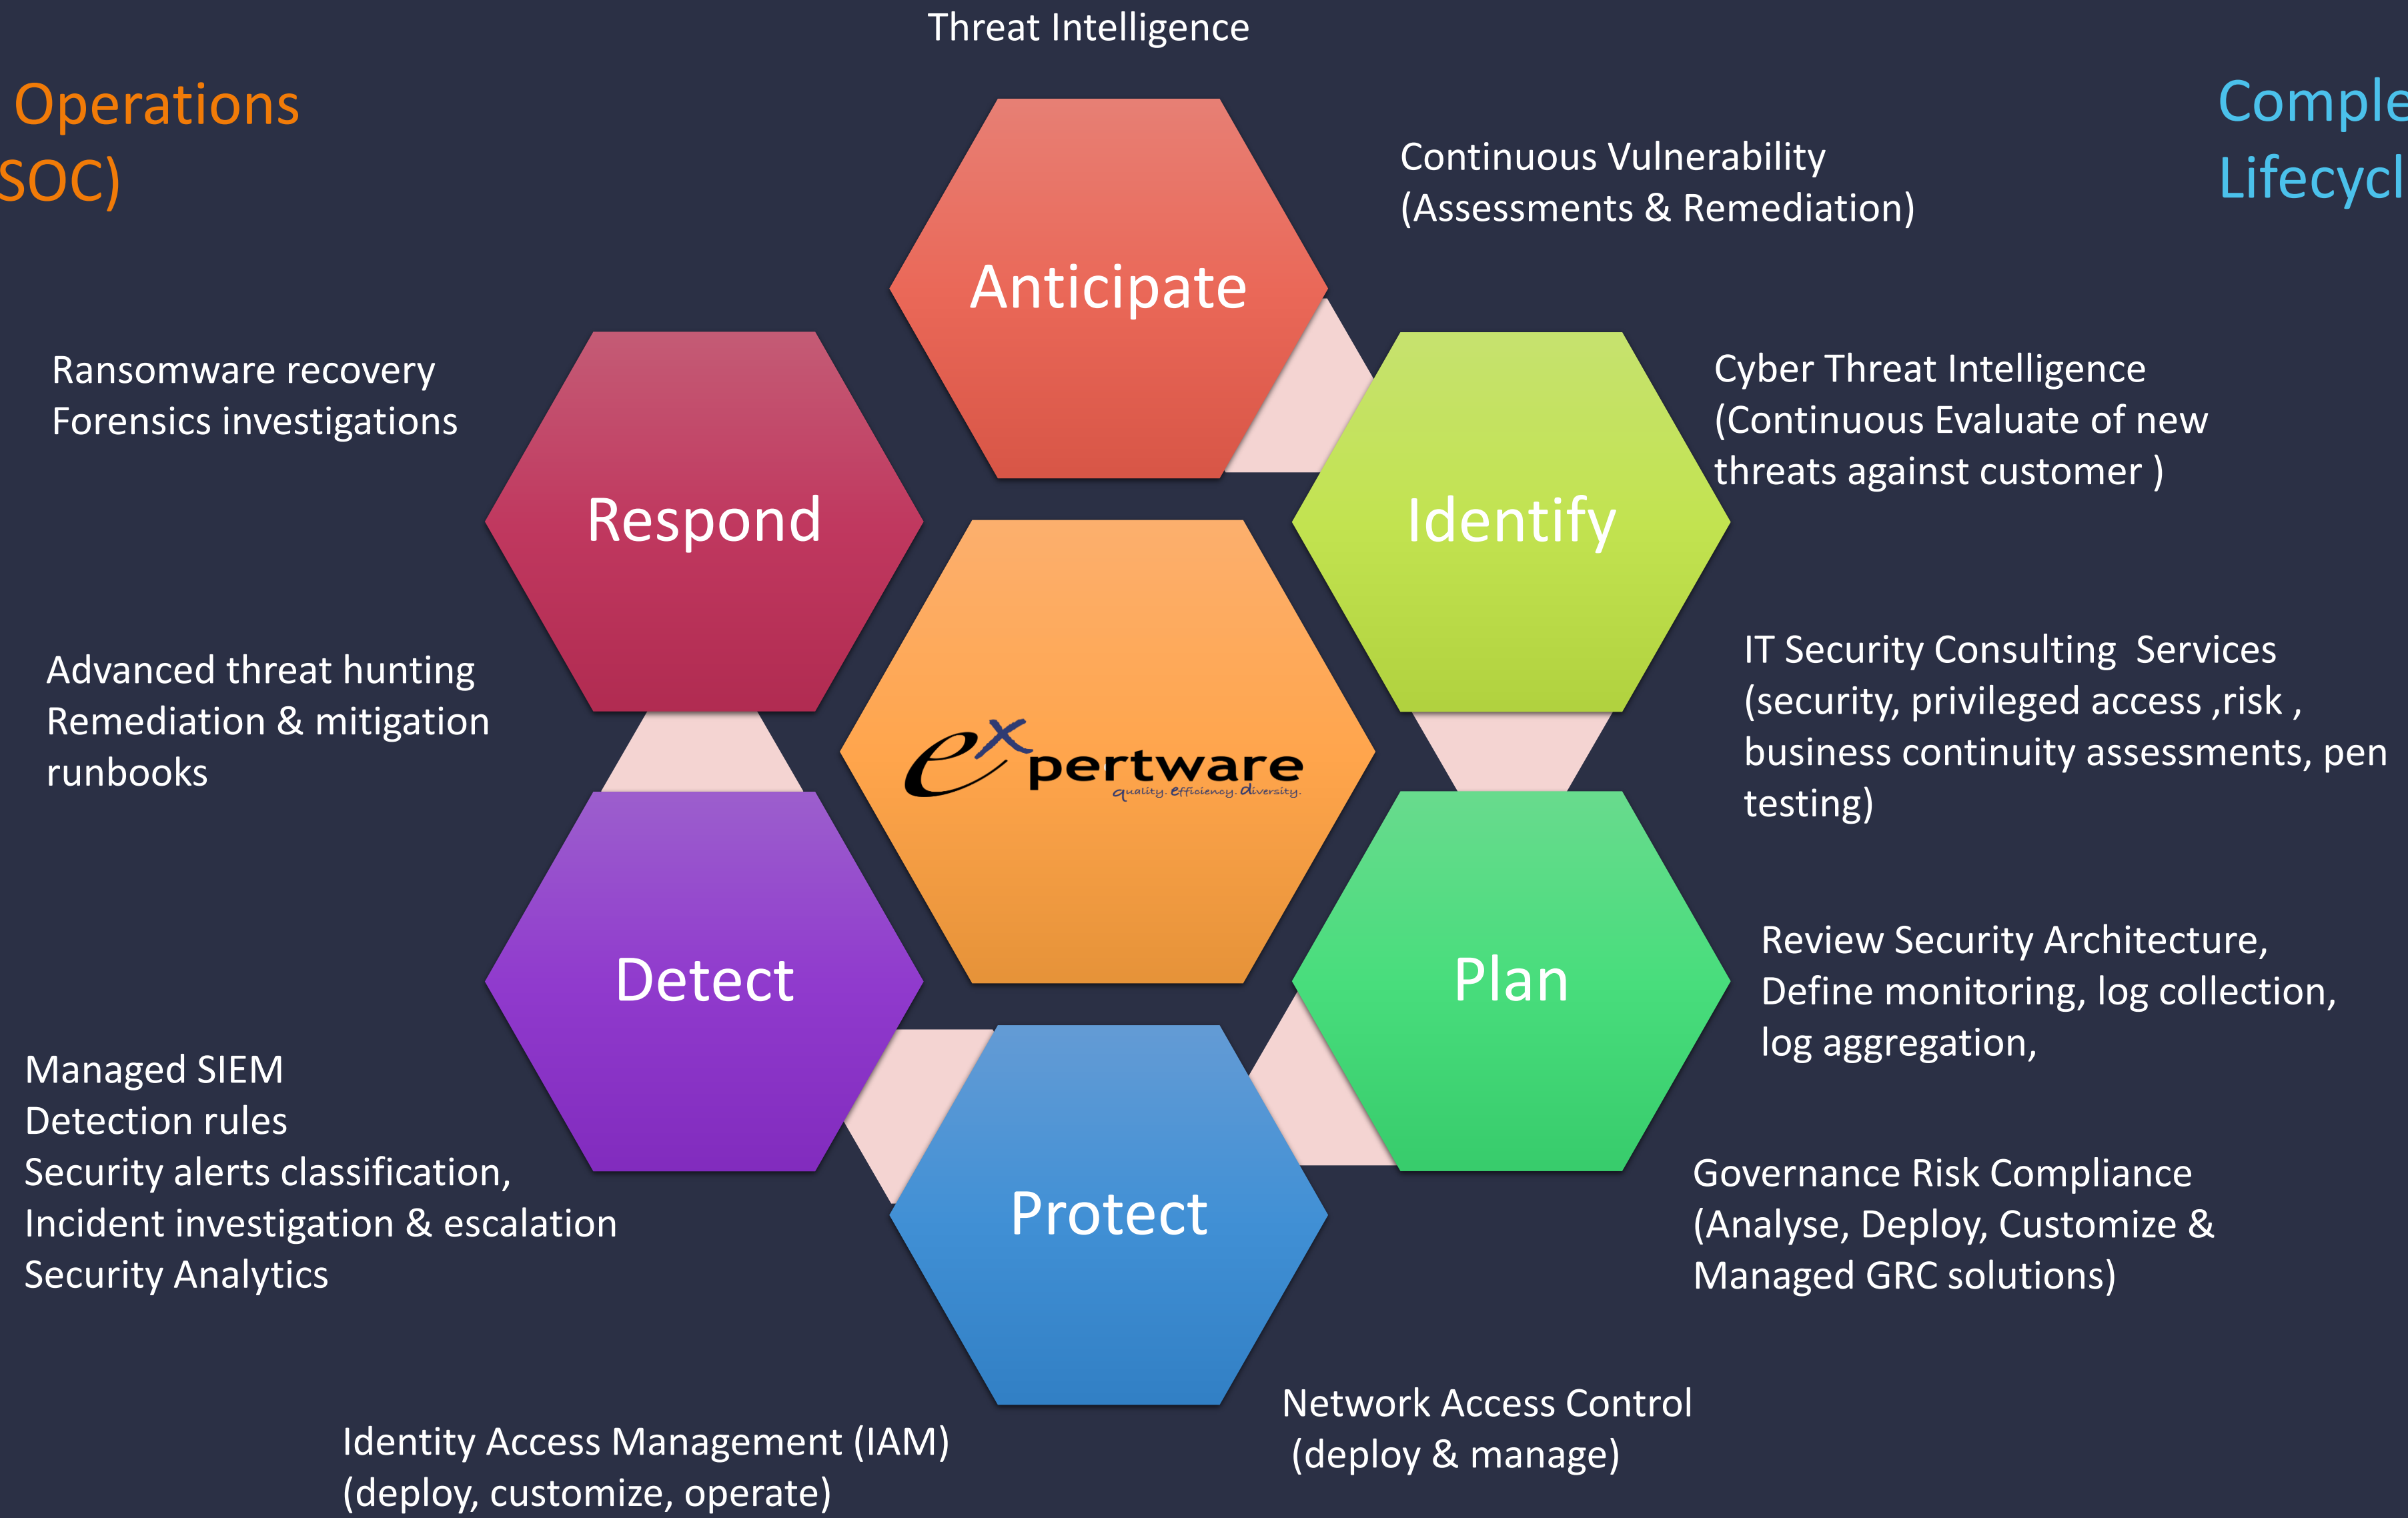 Threat Intelligence
Operations
SOC)
Comple
Lifecycl
Anticipate
Continuous Vulnerability
(Assessments & Remediation)
Ransomware recovery
Forensics investigations
Respond
Identify
Cyber Threat Intelligence
(Continuous Evaluate of new
threats against customer )
Advanced threat hunting
Remediation & mitigation
runbooks
expertware
quality. efficiency. diversity.
IT Security Consulting  Services
(security, privileged access ,risk ,
business continuity assessments, pen
testing)
Detect
Plan
Review Security Architecture,
Define monitoring, log collection,
log aggregation,
Managed SIEM
Detection rules
Security alerts classification,
Incident investigation & escalation
Security Analytics
Protect
Governance Risk Compliance
(Analyse, Deploy, Customize &
Managed GRC solutions)
Identity Access Management (IAM)
(deploy, customize, operate)
Network Access Control
(deploy & manage)